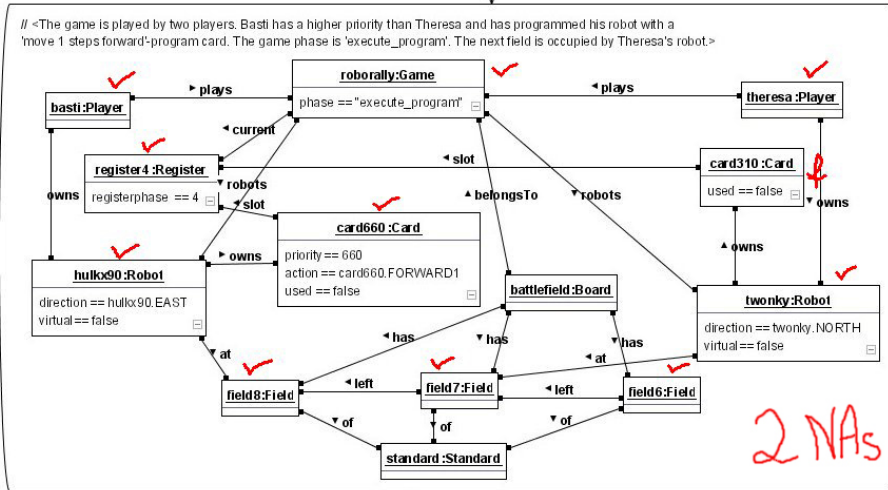 // <The game is played by two players. Basti has a higher priority than Theresa and has programmed his robot with a
'move 1 steps forward'-program card. The game phase is 'execute_program'. The next field is occupied by Theresa's robot.>
roborally:Game
phase == "execute_program"
basti:Player
plays
plays
theresa :Player
current
register4 :Register
registerphase == 4
slot
card310 :Card
used == false
owns
robots
slot
belongsTo
robots
owns
card660 :Card
priority == 660
action == card660.FORWARD1
used == false
owns
owns
hulkx90:Robot
direction == hulkx90.EAST
virtual == false
battlefield:Board
twonky:Robot
direction == twonky.NORTH
virtual == false
has
has
has
at
at
field8:Field
left
field7:Field
left
field6:Field
of
of
of
standard :Standard
2 NAs